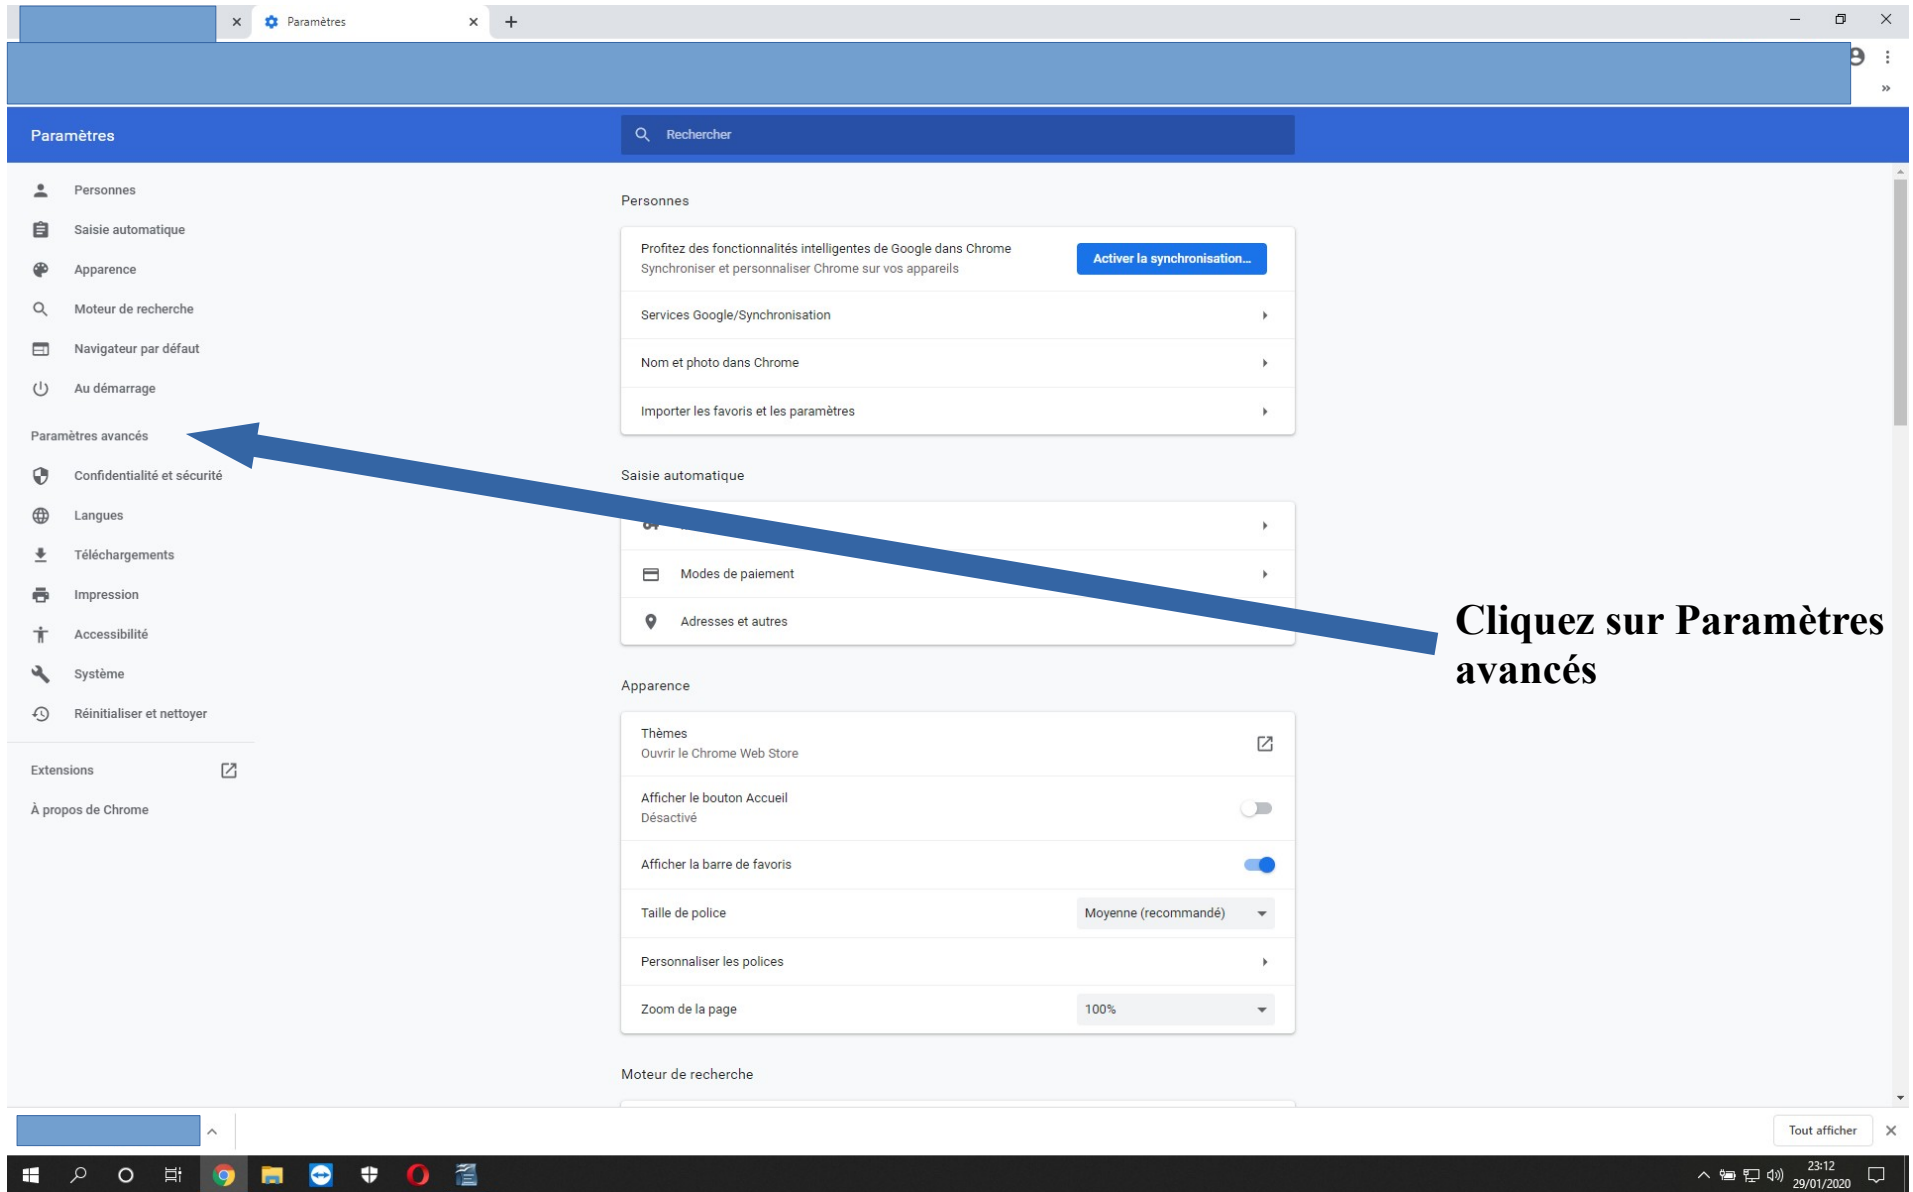 Paramètres
Paramètres
Rechercher
Personnes
Saisie automatique
Apparence
Moteur de recherche
Navigateur par défaut
Au démarrage
Paramètres avancés
Confidentialité et sécurité
Langues
Téléchargements
Impression
Accessibilité
Système
Réinitialiser et nettoyer
Extensions
À propos de Chrome
Personnes
Profitez des fonctionnalités intelligentes de Google dans Chrome
Synchroniser et personnaliser Chrome sur vos appareils
Activer la synchronisation...
Services Google/Synchronisation
Nom et photo dans Chrome
Importer les favoris et les paramètres
Saisie automatique
Modes de paiement
Adresses et autres
Apparence
Thèmes
Ouvrir le Chrome Web Store
Afficher le bouton Accueil
Désactivé
Afficher la barre de favoris
Taille de police
Moyenne (recommandé)
Personnaliser les polices
Zoom de la page
100%
Moteur de recherche
Cliquez sur Paramètres
avancés
Tout afficher
23:12
29/01/2020